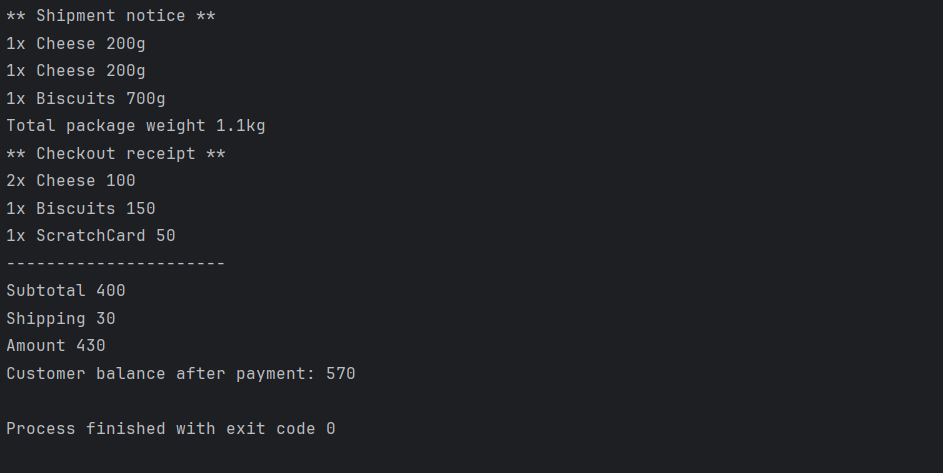 ** Shipment notice **
1x Cheese 200g
1x Cheese 200g
1x Biscuits 700g
Total package weight 1.1kg
** Checkout receipt **
2x Cheese 100
1x Biscuits 150
1x ScratchCard 50
----------------------
Subtotal 400
Shipping 30
Amount 430
Customer balance after payment: 570
Process finished with exit code 0